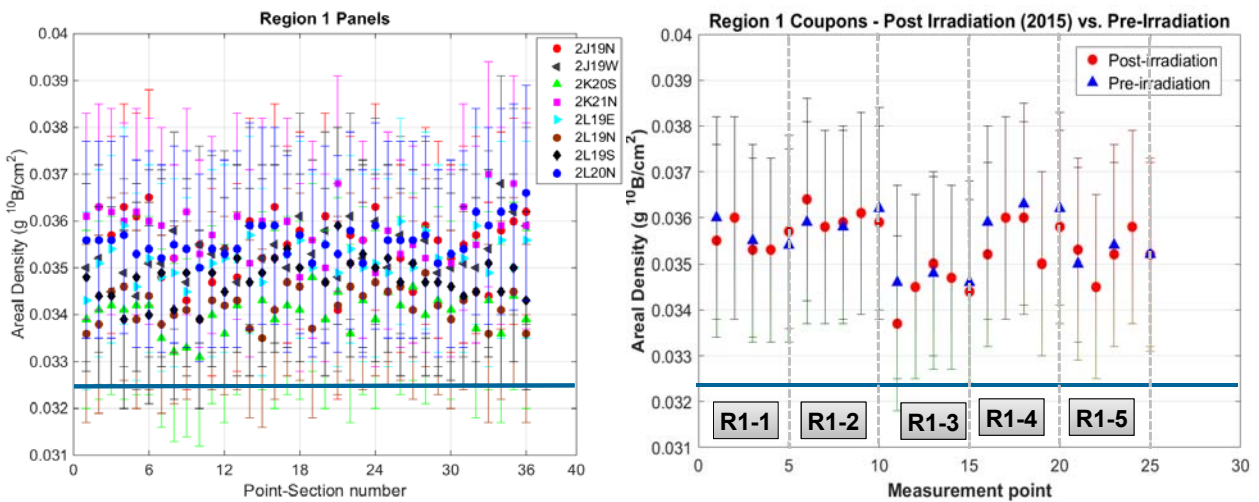 Region 1 Panels
Areal Density (g ¹⁰B/cm²)
0.04
0.039
0.038
0.037
0.036
0.035
0.034
0.033
0.032
0.031
0
6
12
18
24
30
36
40
Point-Section number
2J19N
2J19W
2K20S
2K21N
2L19E
2L19N
2L19S
2L20N
Region 1 Coupons - Post Irradiation (2015) vs. Pre-Irradiation
Areal Density (g ¹⁰B/cm²)
0.04
0.039
0.038
0.037
0.036
0.035
0.034
0.033
0.032
0.031
Post-irradiation
Pre-irradiation
R1-1
R1-2
R1-3
R1-4
R1-5
0
5
10
15
20
25
30
Measurement point